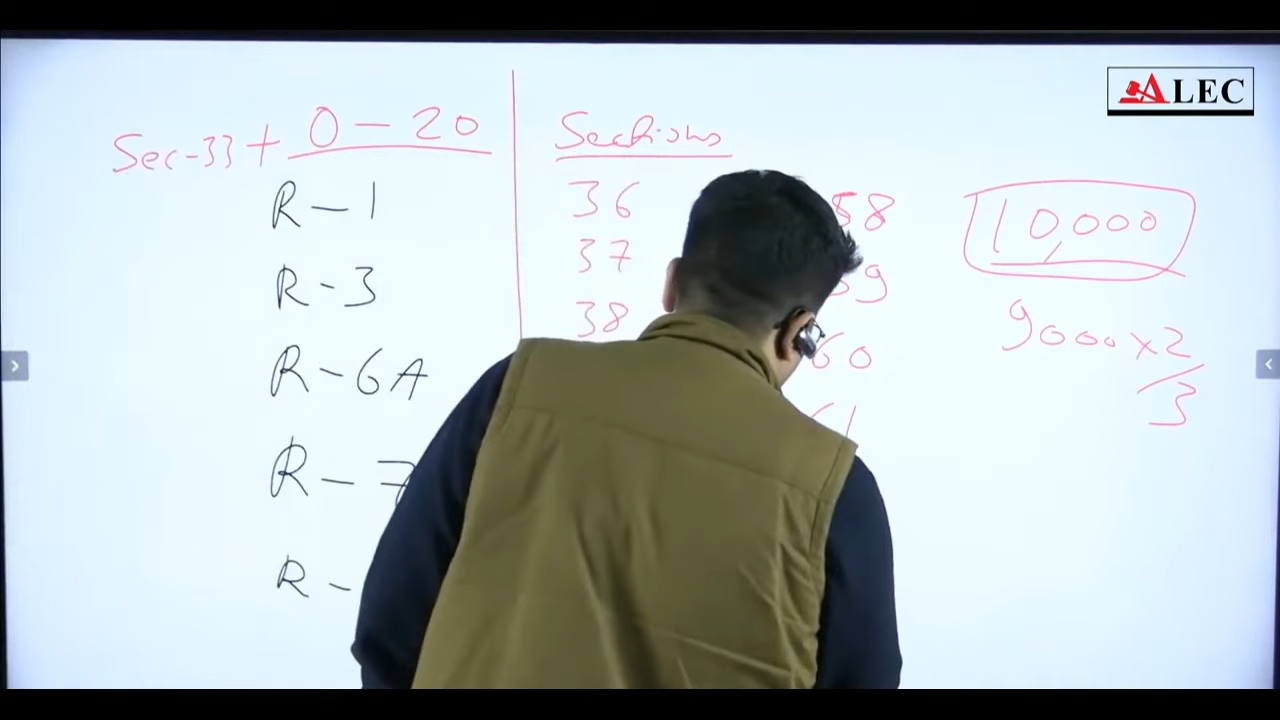 ALEC
Sec-33 + O - 20
R - 1
R - 3
R - 6A
R - 7
R -
Sections
36
37
38
58
60
10,000
9000 x 2
/3